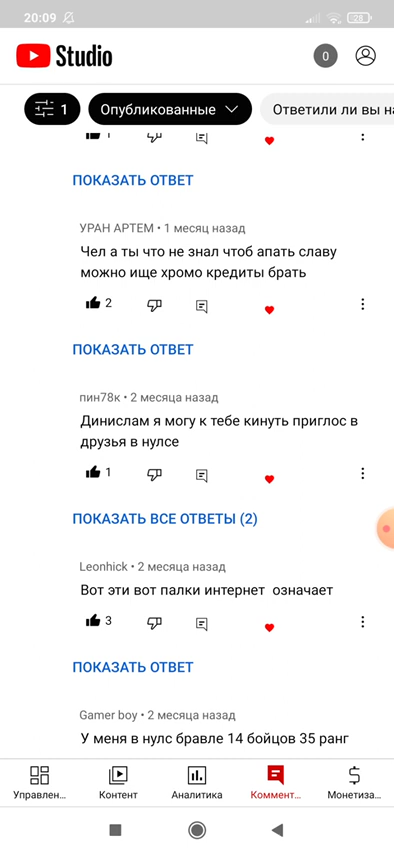 20:09
28
Studio
0
1
Опубликованные
Ответили ли вы на
1
ПОКАЗАТЬ ОТВЕТ
УРАН АРТЕМ • 1 месяц назад
Чел а ты что не знал чтоб апать славу
можно ище хромо кредиты брать
2
ПОКАЗАТЬ ОТВЕТ
пин78к • 2 месяца назад
Динислам я могу к тебе кинуть приглос в
друзья в нулсе
1
ПОКАЗАТЬ ВСЕ ОТВЕТЫ (2)
Leonhick • 2 месяца назад
Вот эти вот палки интернет означает
3
ПОКАЗАТЬ ОТВЕТ
Gamer boy • 2 месяца назад
У меня в нулс бравле 14 бойцов 35 ранг
Управлен... Контент Аналитика Коммент... Монетиза...